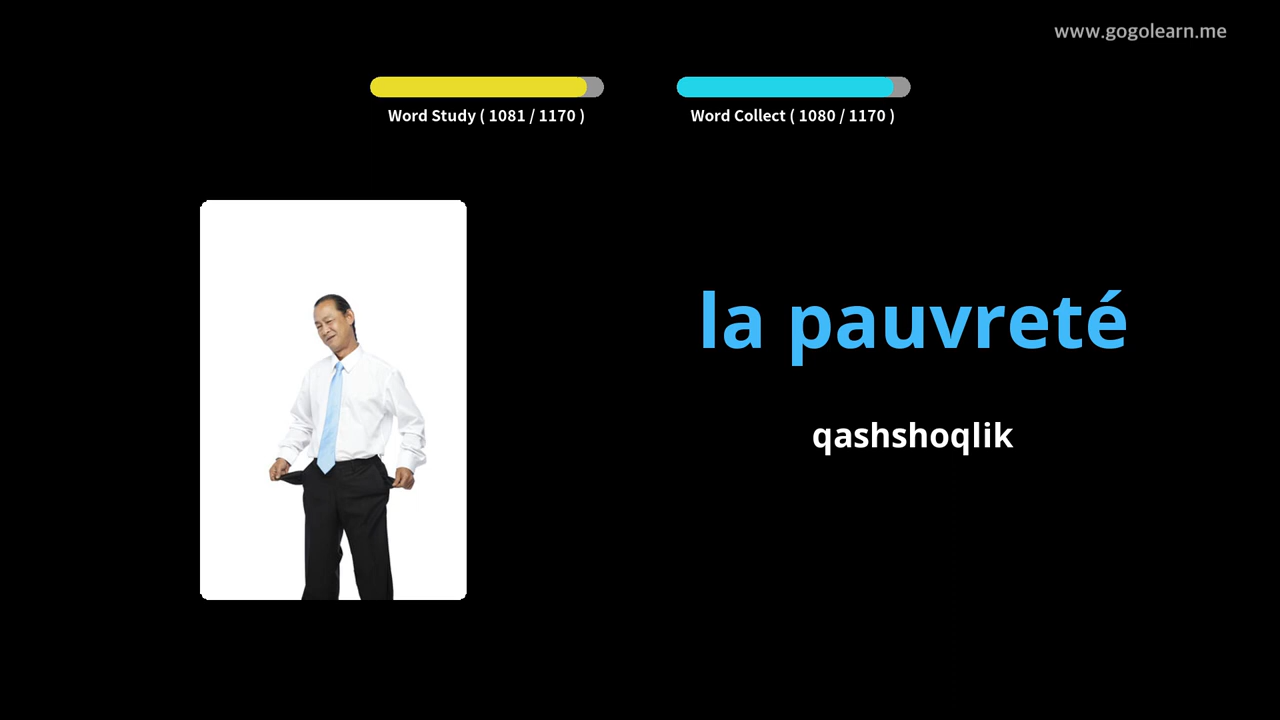 www.gogolearn.me
Word Study ( 1081 / 1170 )
Word Collect ( 1080 / 1170 )
la pauvreté
qashshoqlik